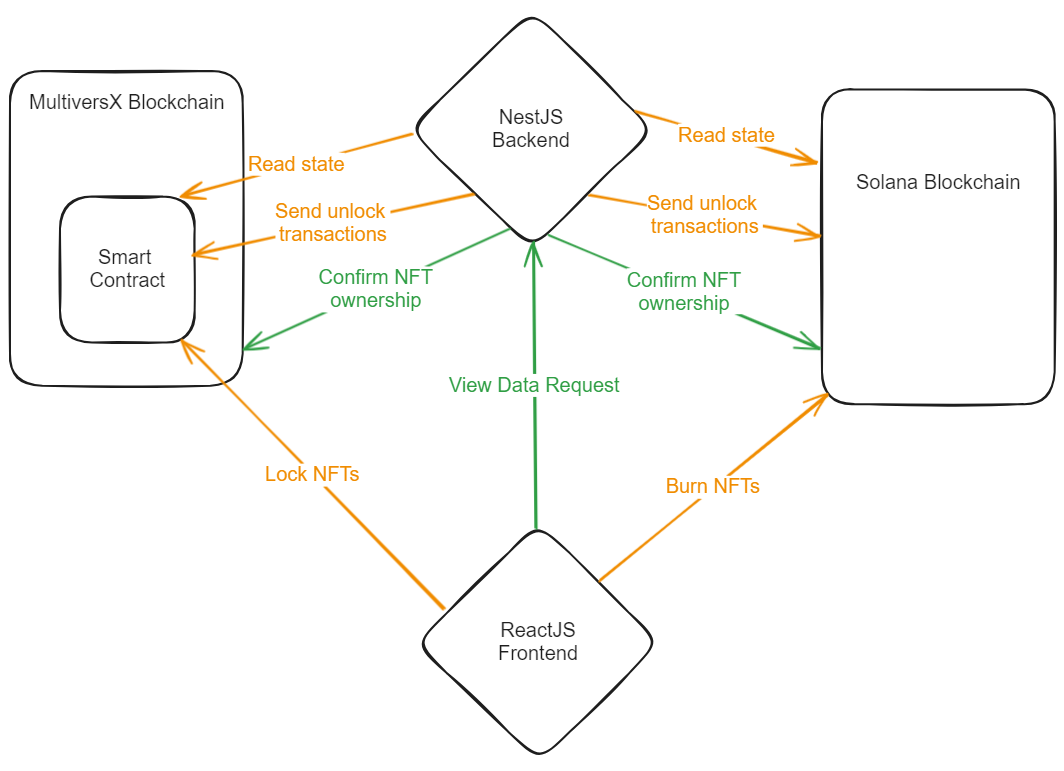 MultiversX Blockchain
NestJS
Backend
Read state
Read state
Solana Blockchain
Send unlock
transactions
Send unlock
transactions
Smart
Contract
Confirm NFT
ownership
Confirm NFT
ownership
View Data Request
Lock NFTs
Burn NFTs
ReactJS
Frontend